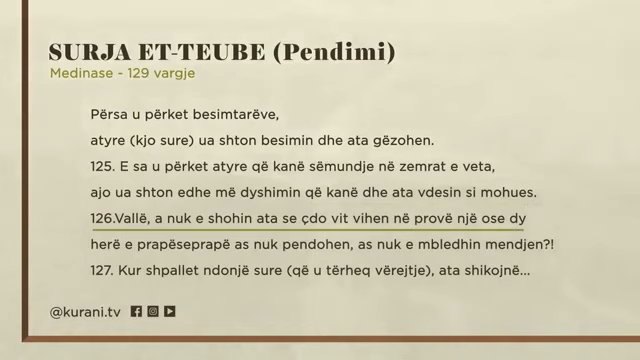 SURJA ET-TEUBE (Pendimi)
Medinase - 129 vargje
Përsa u përket besimtarëve,
atyre (kjo sure) ua shton besimin dhe ata gëzohen.
125. E sa u përket atyre që kanë sëmundje në zemrat e veta,
ajo ua shton edhe më dyshimin që kanë dhe ata vdesin si mohues.
126.Vallë, a nuk e shohin ata se çdo vit vihen në provë një ose dy
herë e prapëseprapë as nuk pendohen, as nuk e mbledhin mendjen?!
127. Kur shpallet ndonjë sure (që u tërheq vërejtje), ata shikojnë...
@kurani.tv